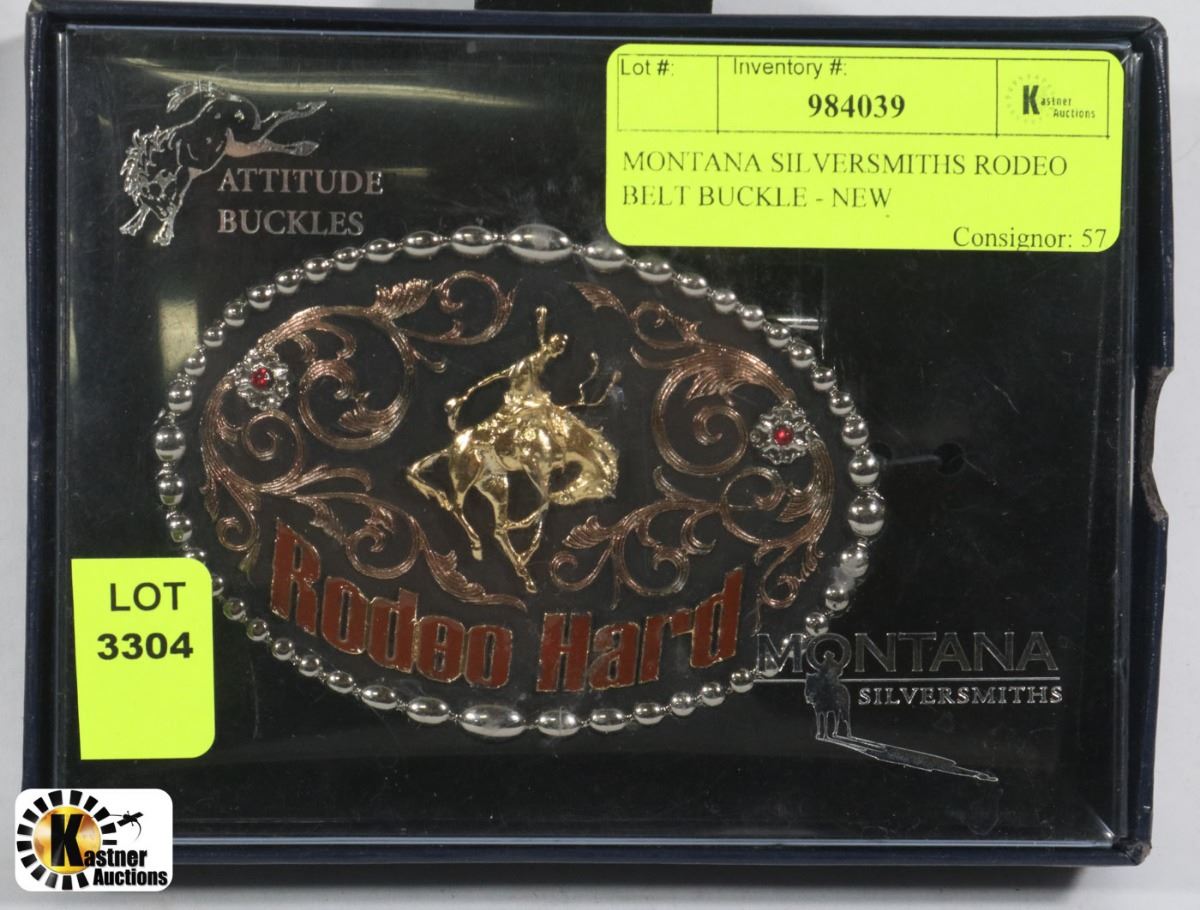 Lot #:
Inventory #:
984039
Kastner
Auctions
MONTANA SILVERSMITHS RODEO
BELT BUCKLE - NEW
Consignor: 57
ATTITUDE
BUCKLES
Rodeo Hard
LOT
3304
MONTANA
SILVERSMITHS
Kastner
Auctions